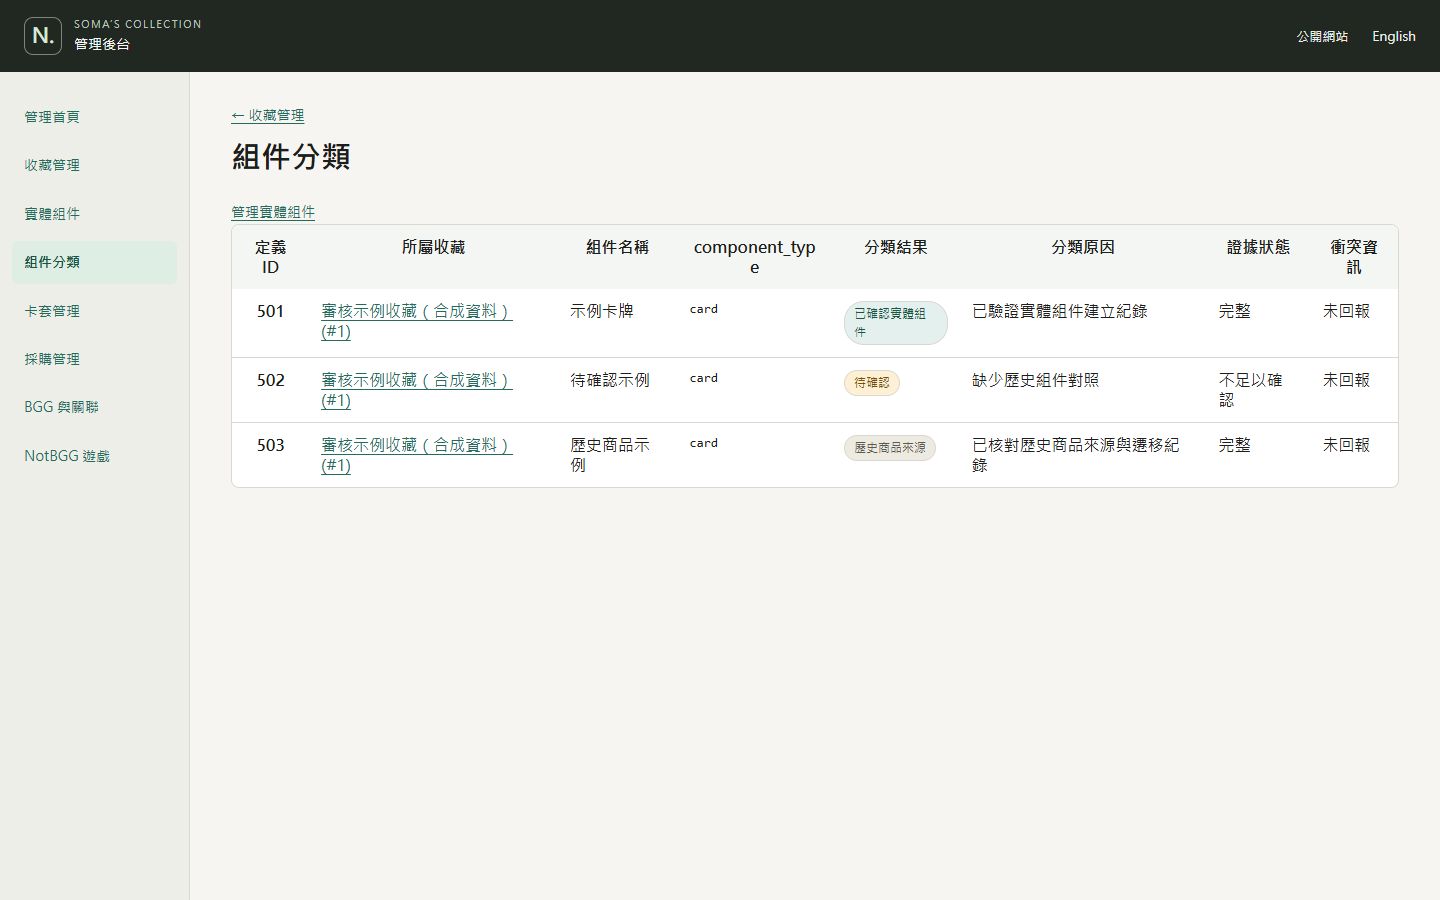 N.
SOMA'S COLLECTION
管理後台
公開網站
English
管理首頁
收藏管理
實體組件
組件分類
卡套管理
採購管理
BGG 與關聯
NotBGG 遊戲
← 收藏管理
組件分類
管理實體組件
定義
ID
所屬收藏
組件名稱
component_typ
e
分類結果
分類原因
證據狀態
衝突資
訊
501
審核示例收藏（合成資料）
(#1)
示例卡牌
card
已確認實體組
件
已驗證實體組件建立紀錄
完整
未回報
502
審核示例收藏（合成資料）
(#1)
待確認示例
card
待確認
缺少歷史組件對照
不足以確
認
未回報
503
審核示例收藏（合成資料）
(#1)
歷史商品示
例
card
歷史商品來源
已核對歷史商品來源與遷移紀
錄
完整
未回報